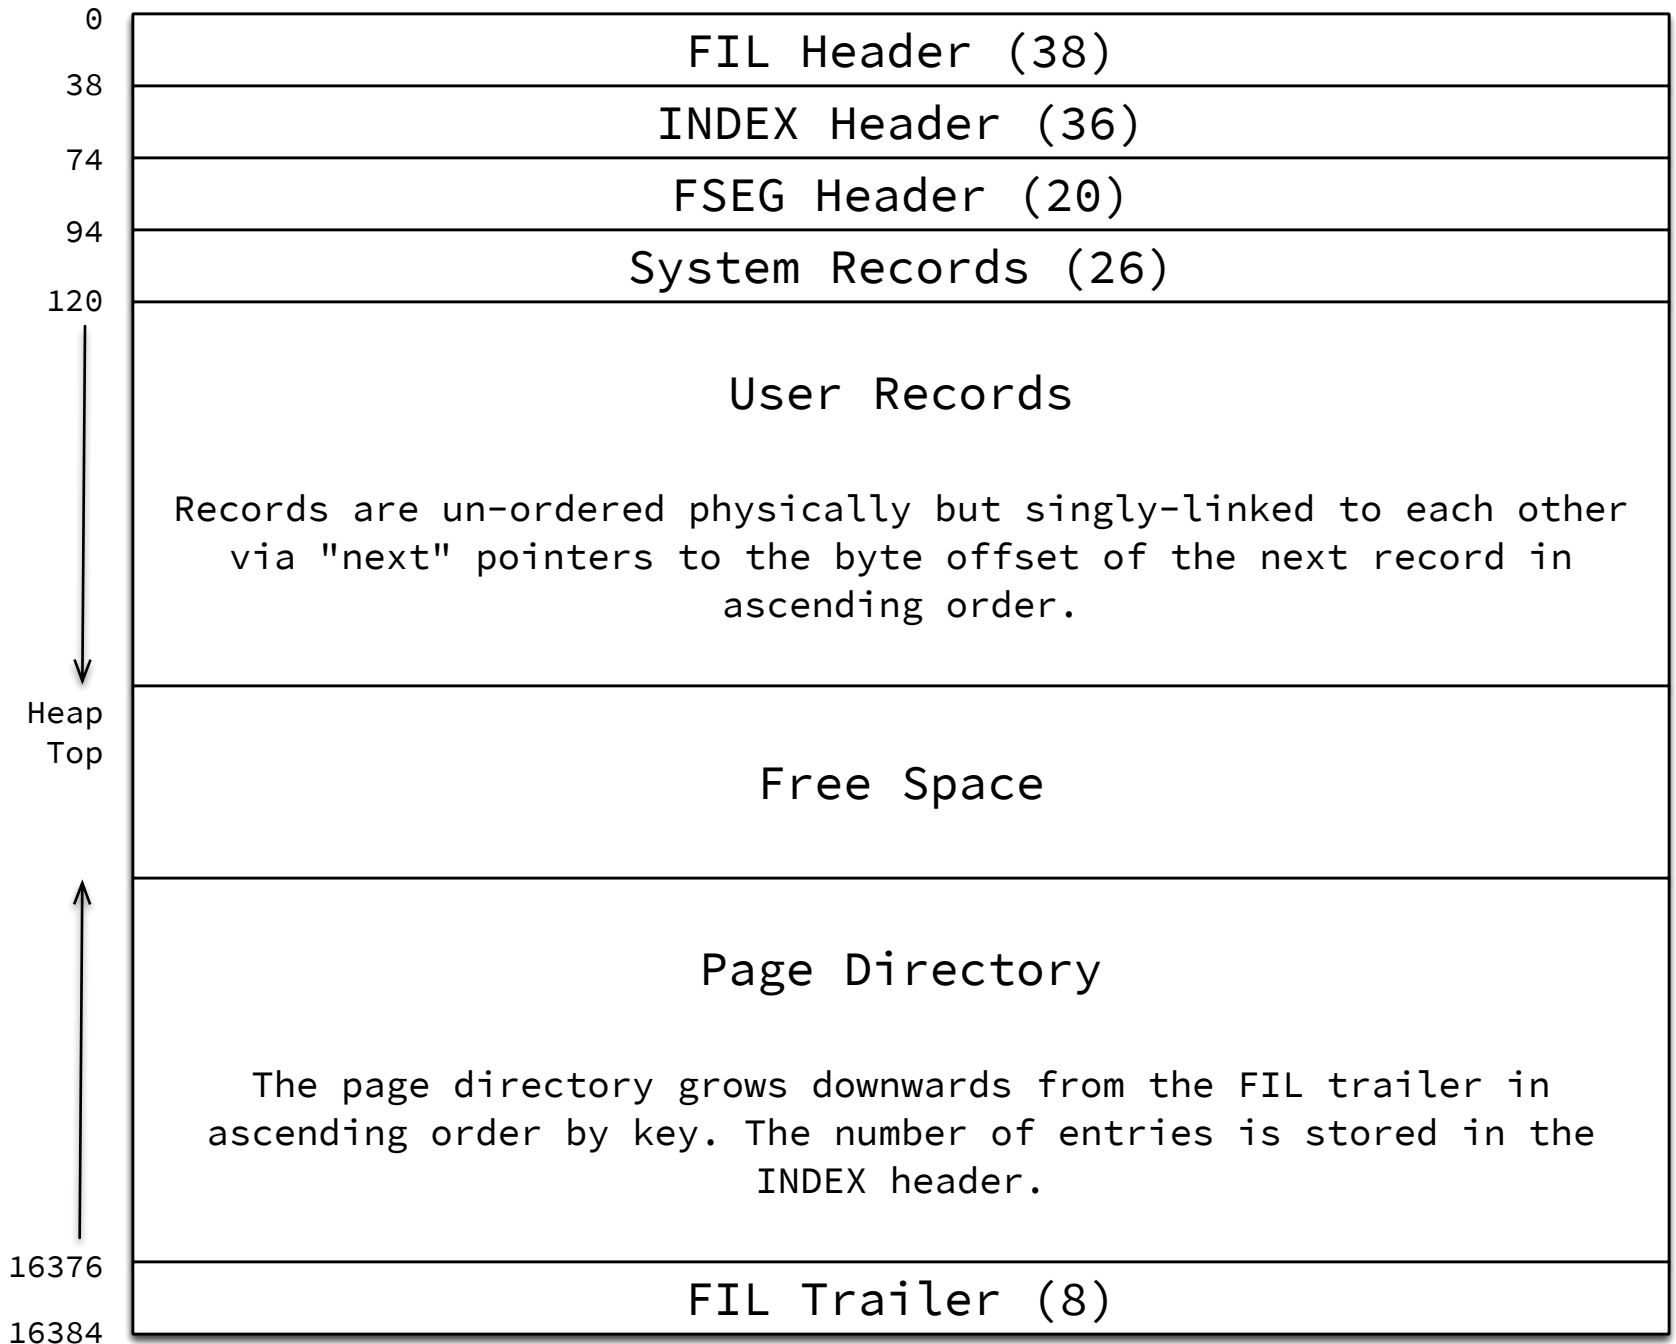 0
FIL Header (38)
38
INDEX Header (36)
74
FSEG Header (20)
94
System Records (26)
120
User Records
Records are un-ordered physically but singly-linked to each other
via "next" pointers to the byte offset of the next record in
ascending order.
Heap
Top
Free Space
Page Directory
The page directory grows downwards from the FIL trailer in
ascending order by key. The number of entries is stored in the
INDEX header.
16376
FIL Trailer (8)
16384